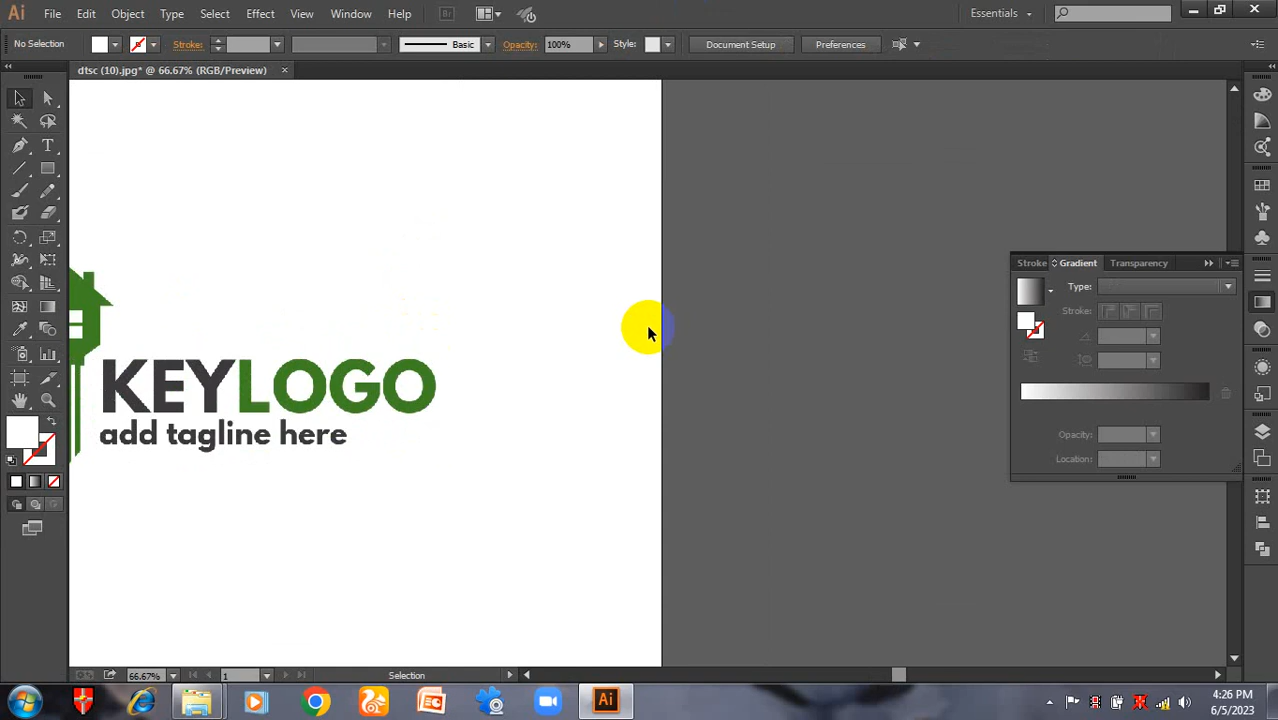 Ai File Edit Object Type Select Effect View Window Help Br Essentials
No Selection Stroke: Basic Opacity: 100% Style: Document Setup Preferences
dtsc (10).jpg* @ 66.67% (RGB/Preview)
Stroke Gradient Transparency
Type:
Stroke:
KEYLOGO
add tagline here
Opacity:
Location:
66.67% 1 Selection
Ai
4:26 PM
6/5/2023